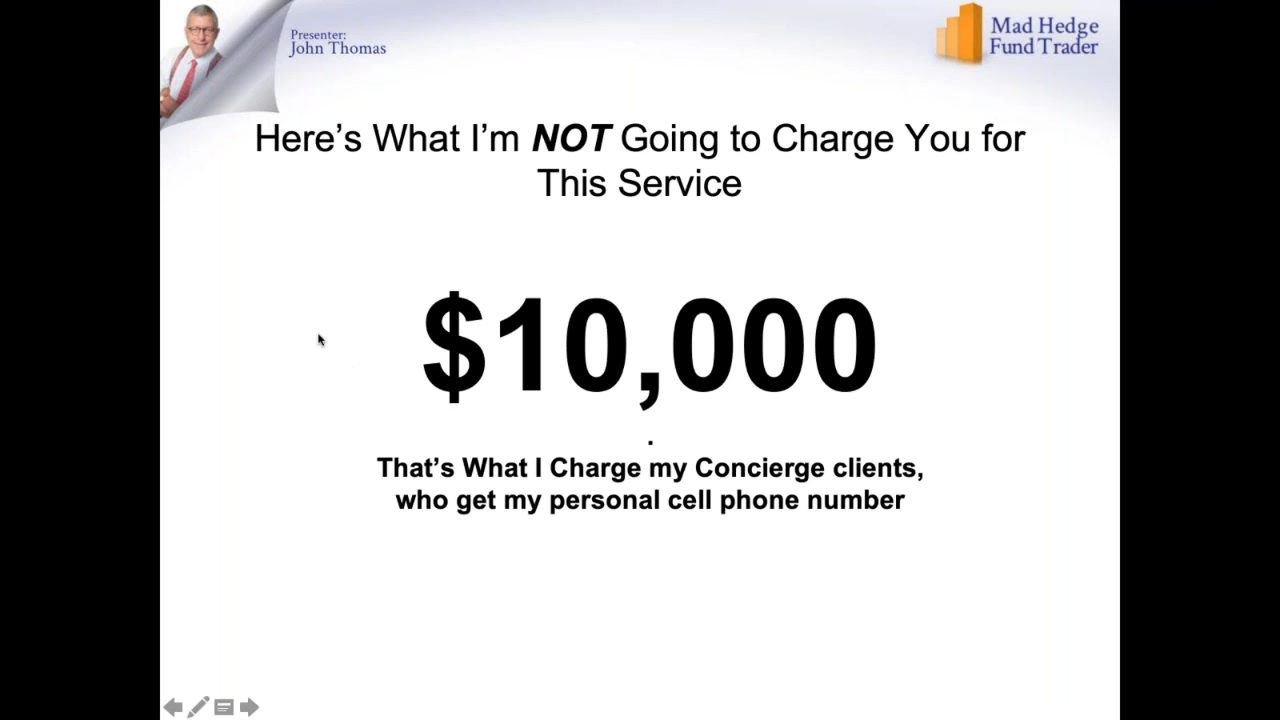 Presenter:
John Thomas
Mad Hedge
Fund Trader
Here's What I'm NOT Going to Charge You for
This Service
$10,000
.
That's What I Charge my Concierge clients,
who get my personal cell phone number